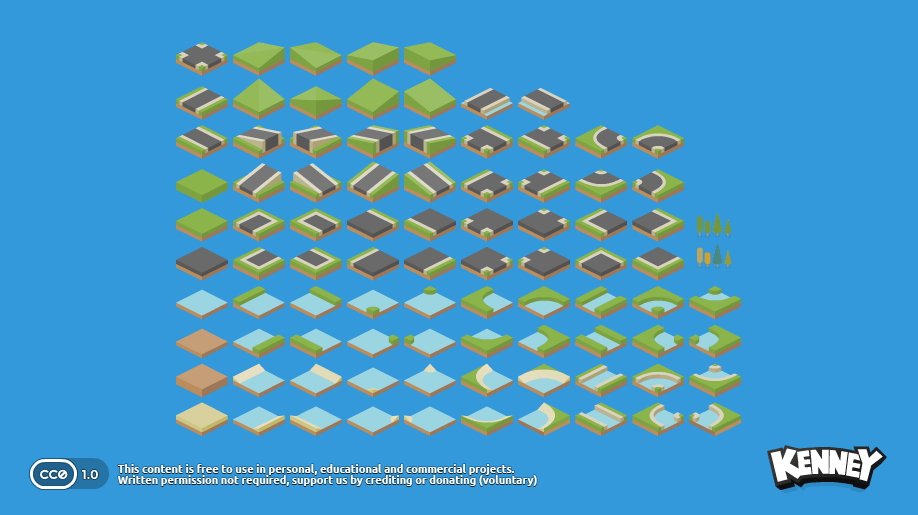 CC0 1.0
This content is free to use in personal, educational and commercial projects.
Written permission not required, support us by crediting or donating (voluntary)
KENNEY